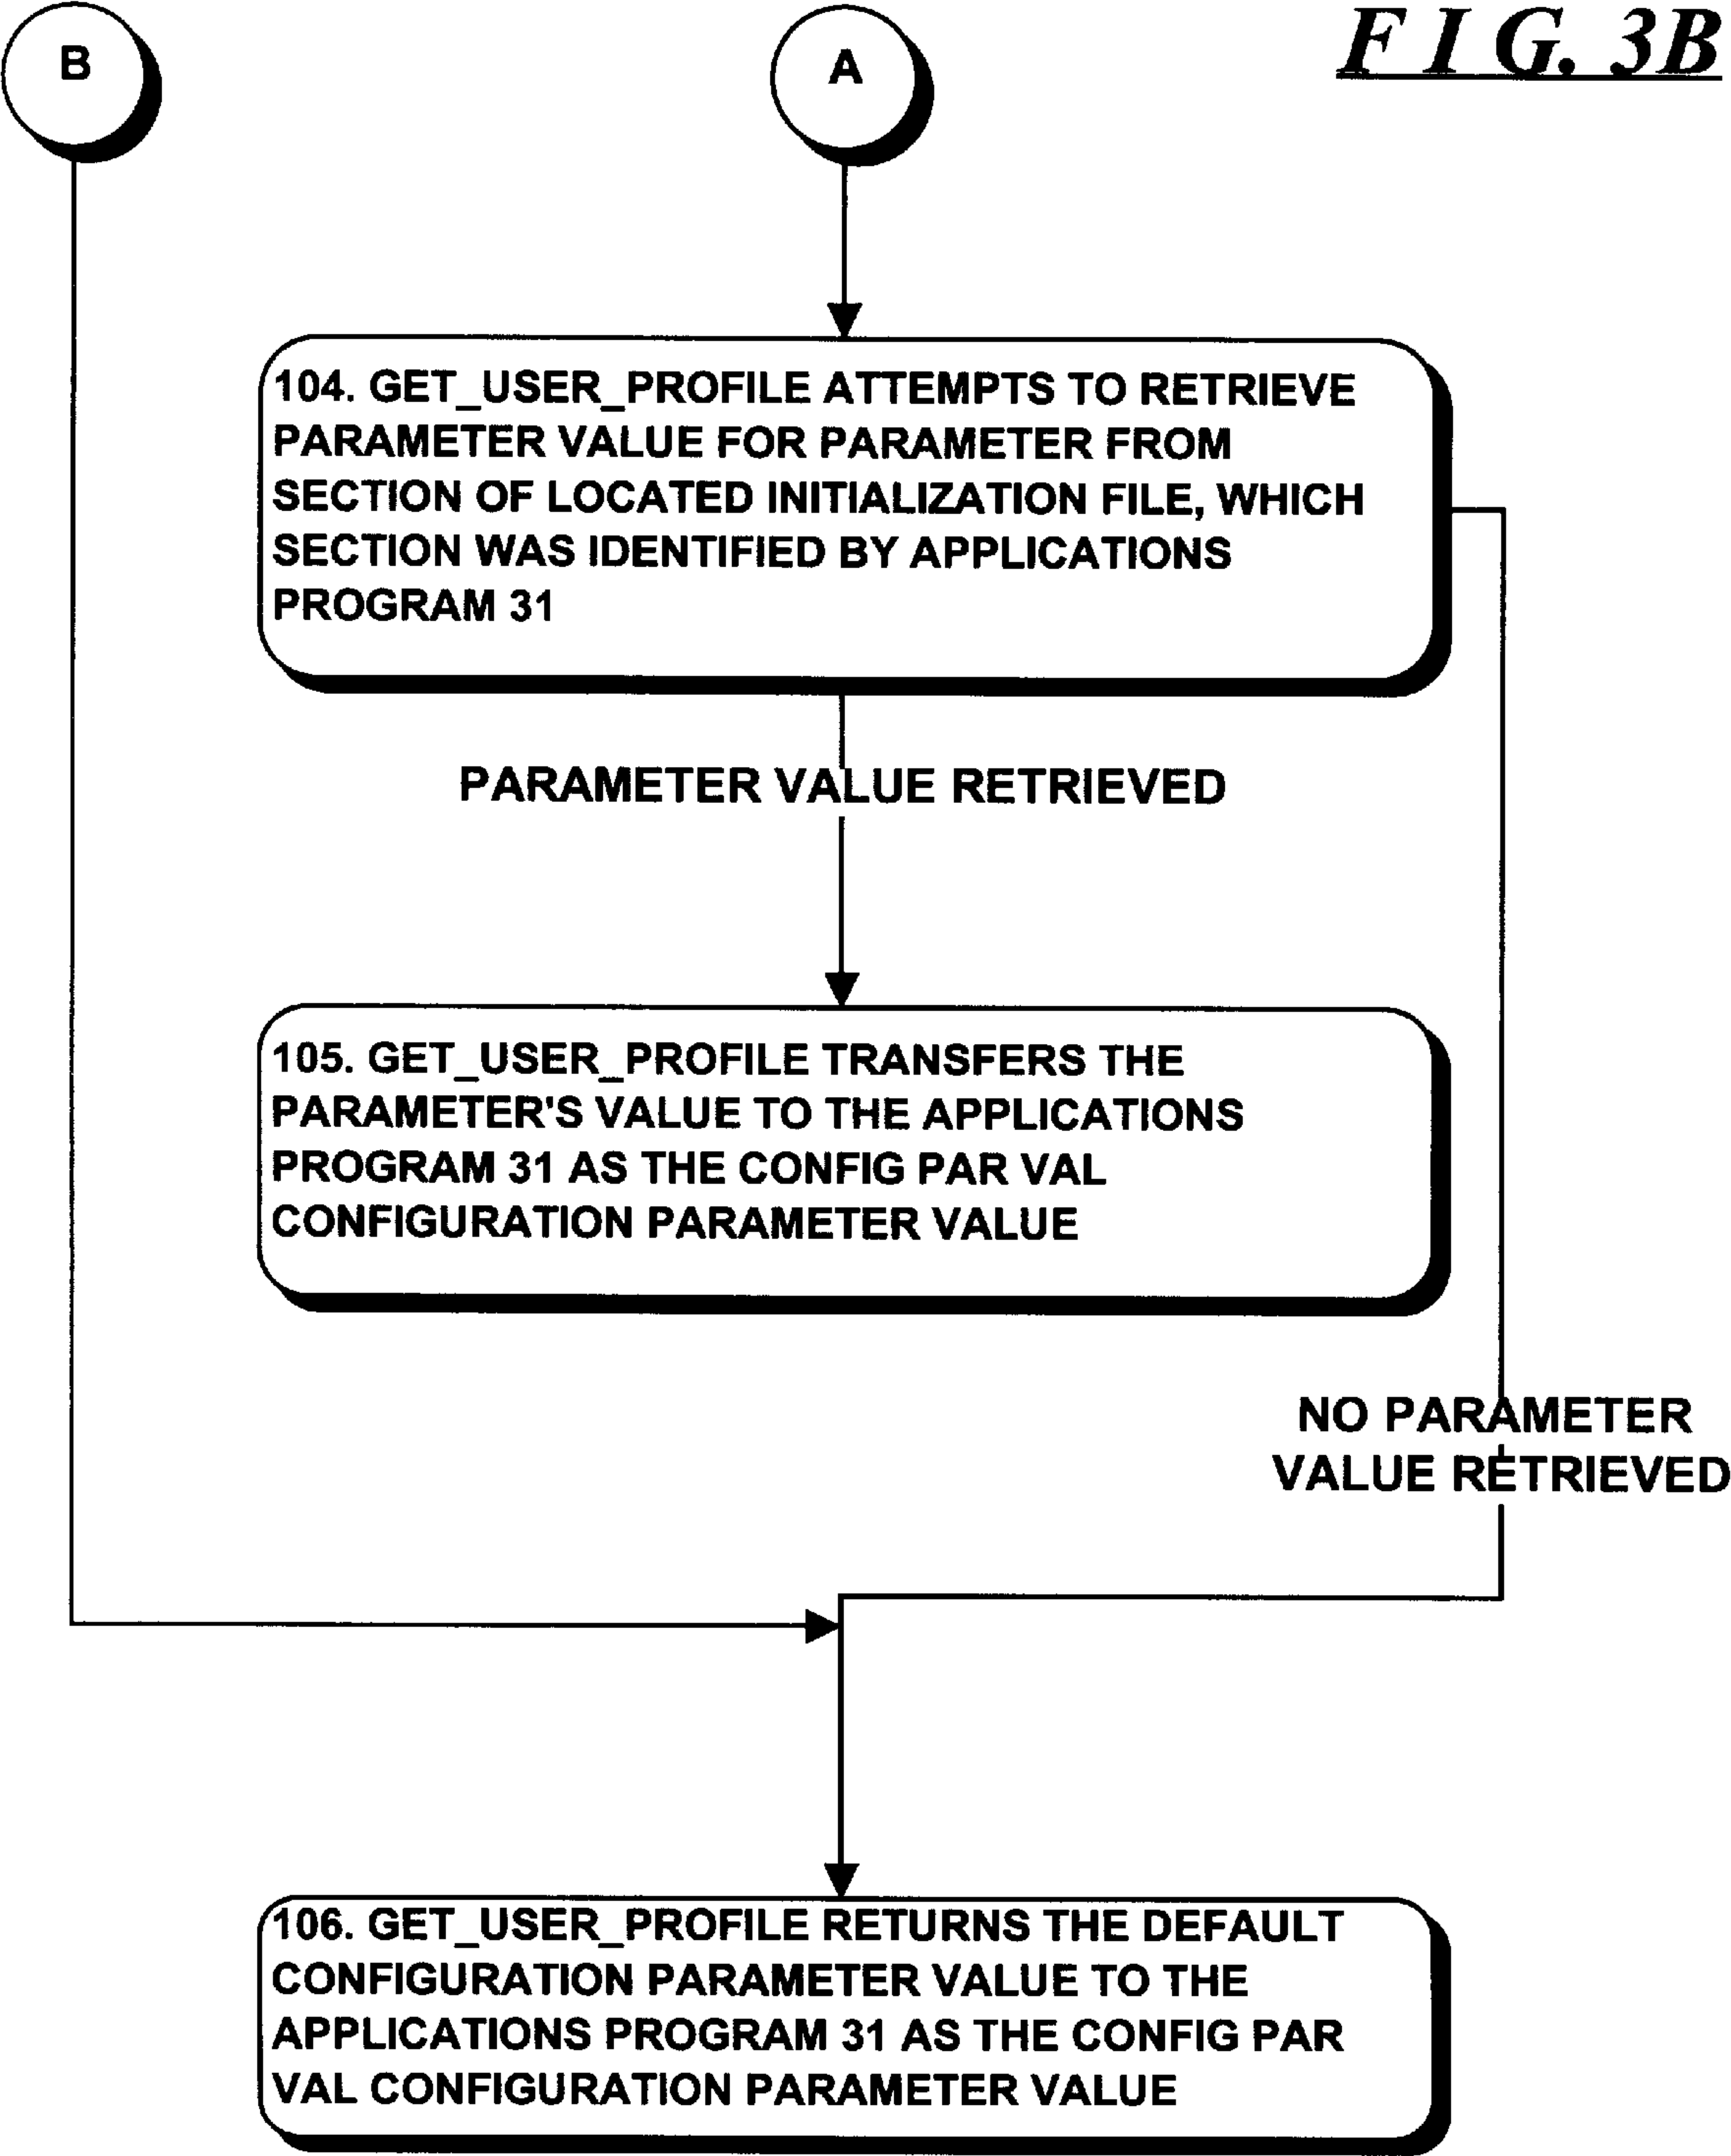 B
A
F I G. 3B
104. GET_USER_PROFILE ATTEMPTS TO RETRIEVE
PARAMETER VALUE FOR PARAMETER FROM
SECTION OF LOCATED INITIALIZATION FILE, WHICH
SECTION WAS IDENTIFIED BY APPLICATIONS
PROGRAM 31
PARAMETER VALUE RETRIEVED
105. GET_USER_PROFILE TRANSFERS THE
PARAMETER'S VALUE TO THE APPLICATIONS
PROGRAM 31 AS THE CONFIG PAR VAL
CONFIGURATION PARAMETER VALUE
NO PARAMETER
VALUE RETRIEVED
106. GET_USER_PROFILE RETURNS THE DEFAULT
CONFIGURATION PARAMETER VALUE TO THE
APPLICATIONS PROGRAM 31 AS THE CONFIG PAR
VAL CONFIGURATION PARAMETER VALUE